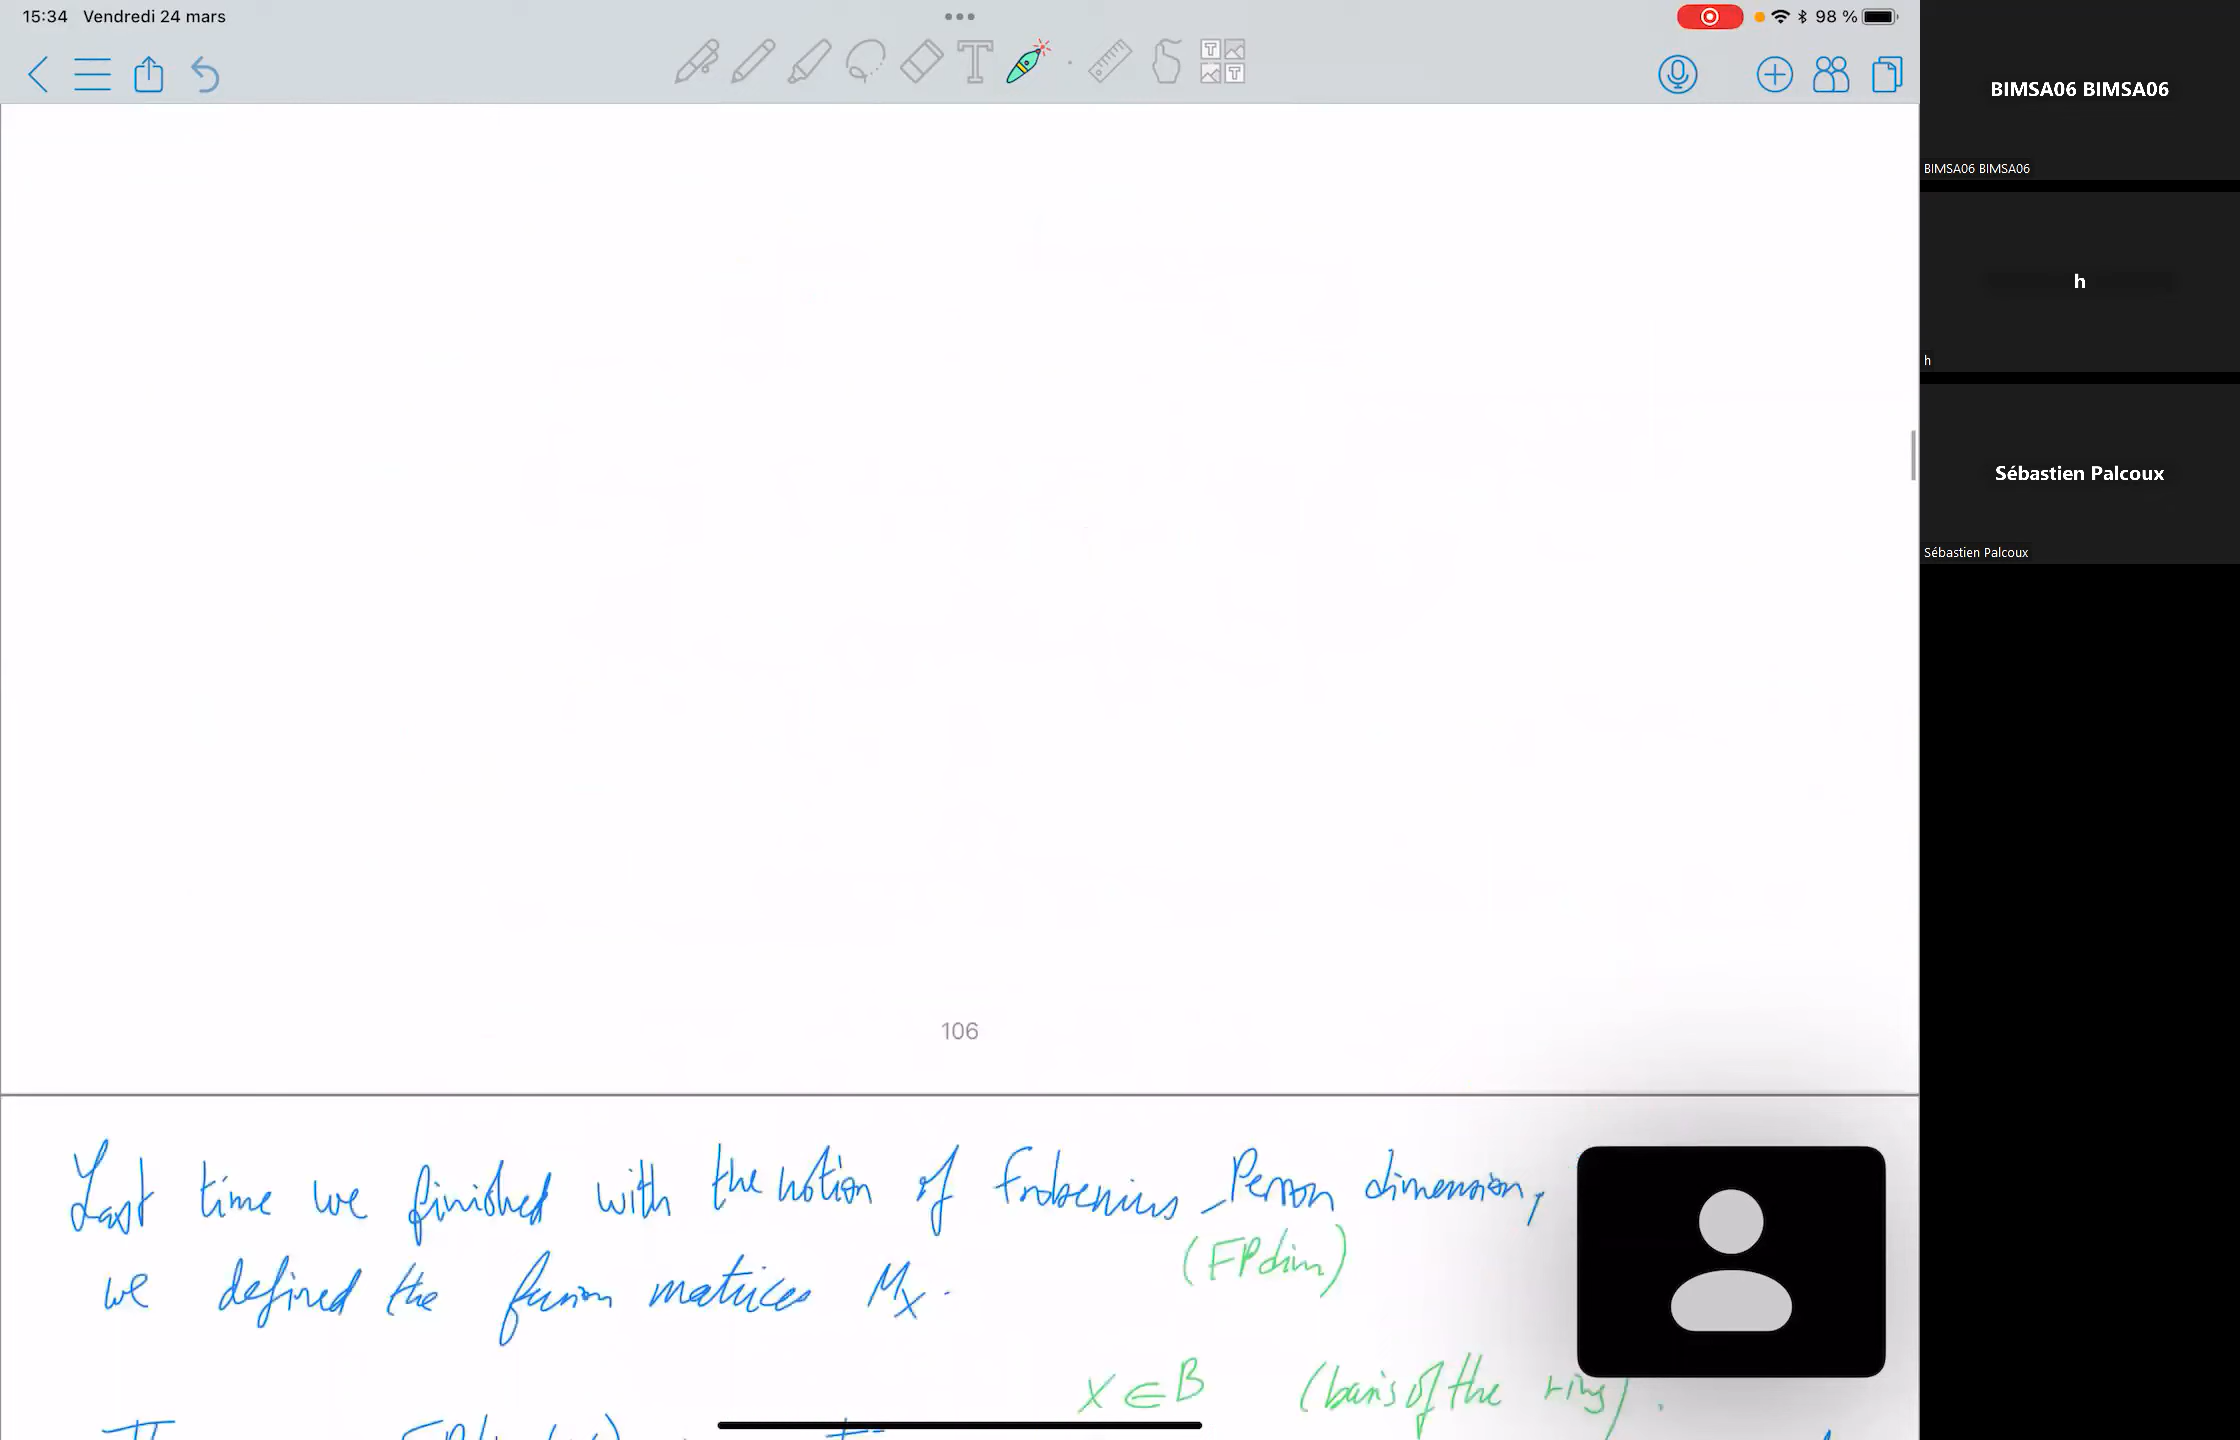 15:34 Vendredi 24 mars
98 %
BIMSA06 BIMSA06
BIMSA06 BIMSA06
h
h
Sébastien Palcoux
Sébastien Palcoux
106
Last time we finished with the notion of Frobenius-Perron dimension,
(FPdim)
we defined the fusion matrices M_X.
X ∈ B (basis of the ring).